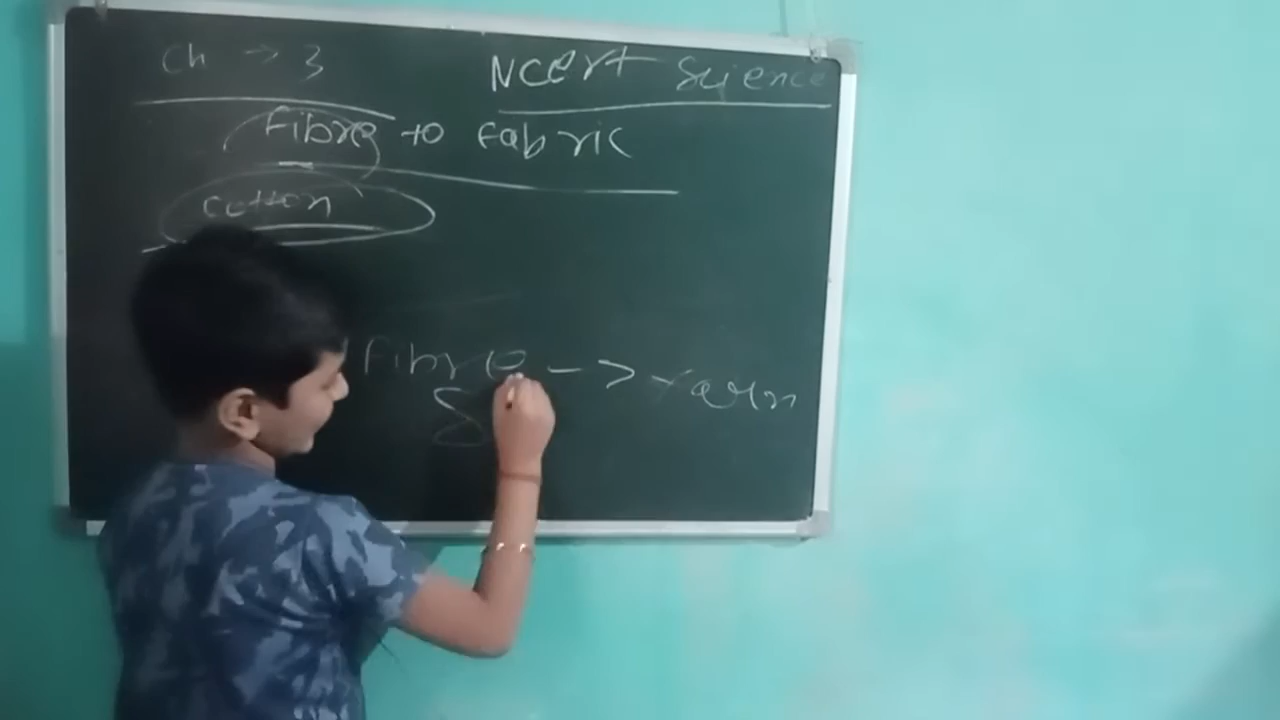 Ch → 3
NCERT Science
Fibre to Fabric
cotton
Fibre -> Yarn